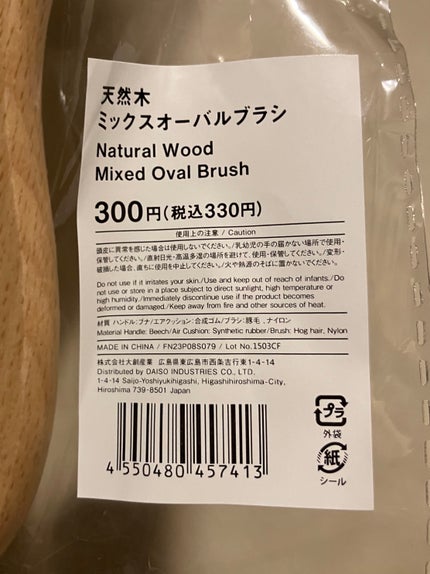 天然木
ミックスオーバルブラシ
Natural Wood
Mixed Oval Brush
300円(税込330円)
使用上の注意 / Caution
頭皮に異常を感じた場合は使用しないでください。/乳幼児の手の届かない場所で使用・
保管してください。/直射日光・高温多湿の場所を避けて、使用・保管してください。/変形・
破損した場合、直ちに使用を中止してください。/火や熱源のそばに置かないでください。
Do not use if it irritates your skin./Use and keep out of reach of infants./Do
not use or store in a place subject to direct sunlight, high temperature or
high humidity./Immediately discontinue use if the product becomes
deformed or damaged./Keep away from fire and other sources of heat.
材質 ハンドル:ブナ/エアクッション:合成ゴム/ブラシ:豚毛、ナイロン
Material Handle: Beech/Air Cushion: Synthetic rubber/Brush: Hog hair, Nylon
MADE IN CHINA / FN23P08S079 / Lot No.1503CF
株式会社大創産業 広島県東広島市西条吉行東1-4-14
Distributed by DAISO INDUSTRIES CO., LTD.
1-4-14 Saijo-Yoshiyukihigashi, Higashihiroshima-City,
Hiroshima 739-8501 Japan
4 550480 457413
プラ
外袋
紙
シール